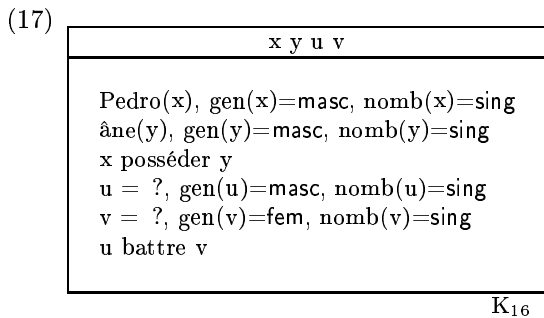 (17)
x y u v
Pedro(x), gen(x)=masc, nomb(x)=sing
âne(y), gen(y)=masc, nomb(y)=sing
x posséder y
u = ?, gen(u)=masc, nomb(u)=sing
v = ?, gen(v)=fem, nomb(v)=sing
u battre v
K₁₆